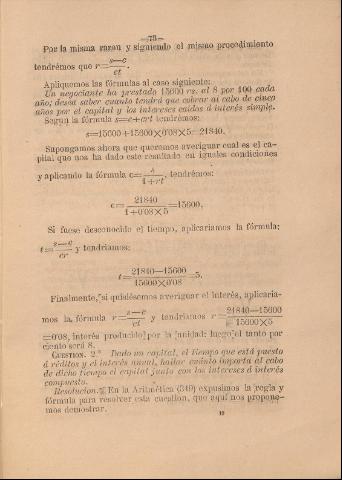 —73—
Por la misma razon y siguiendo el mismo procedimiento
tendrémos que r=s—c/ct.
Apliquemos las fórmulas al caso siguiente:
Un negociante ha prestado 15600 rs. al 8 por 100 cada
año; desea saber cuánto tendrá que cobrar al cabo de cinco
años por el capital y los intereses caidos á interés simple.
Segun la fórmula s=c+crt tendrémos:
s=15600+15600×0'08×5=21840.
Supongamos ahora que queremos averiguar cual es el ca-
pital que nos ha dado este resultado en iguales condiciones
y aplicando la fórmula c=s/1+rt, tendrémos:
c=21840/1+0'08×5=15600,
Si fuese desconocido el tiempo, aplicaríamos la fórmula:
t=s—c/cr y tendríamos:
t=21840—15600/15600×0'08=5,
Finalmente, si quisiésemos averiguar el interés, aplicaría-
mos la, fórmula r=s—c/ct y tendríamos r=21840—15600/15600×5
=0'08, interés producido por la unidad: luego el tanto por
ciento será 8.
CUESTION. 2.ª Dado un capital, el tiempo que está puesto
á réditos y el interés anual, hallar cuánto importa al cabo
de dicho tiempo el capital junto con los intereses á interés
compuesto.
Resolucion. En la Aritmética (349) expusimos la regla y
fórmula para resolver esta cuestion, que aquí nos propone-
mos demostrar.
10